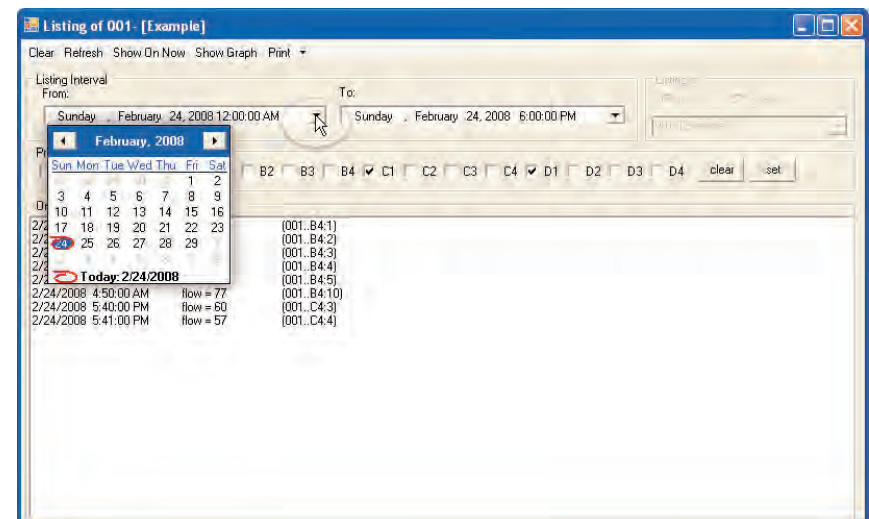 Listing of 001- [Example]
Clear Refresh Show On Now Show Graph Print
Listing Interval
From: To:
Sunday , February 24, 2008 12:00:00 AM Sunday , February 24, 2008 6:00:00 PM
February, 2008
Sun Mon Tue Wed Thu Fri Sat
1 2
3 4 5 6 7 8 9
10 11 12 13 14 15 16
17 18 19 20 21 22 23
24 25 26 27 28 29
Today: 2/24/2008
B2 B3 B4 C1 C2 C3 C4 D1 D2 D3 D4 clear set
(001..B4:1)
(001..B4:2)
(001..B4:3)
(001..B4:4)
(001..B4:5)
2/24/2008 4:50:00 AM flow = 77 (001..B4:10)
2/24/2008 5:40:00 PM flow = 60 (001..C4:3)
2/24/2008 5:41:00 PM flow = 57 (001..C4:4)